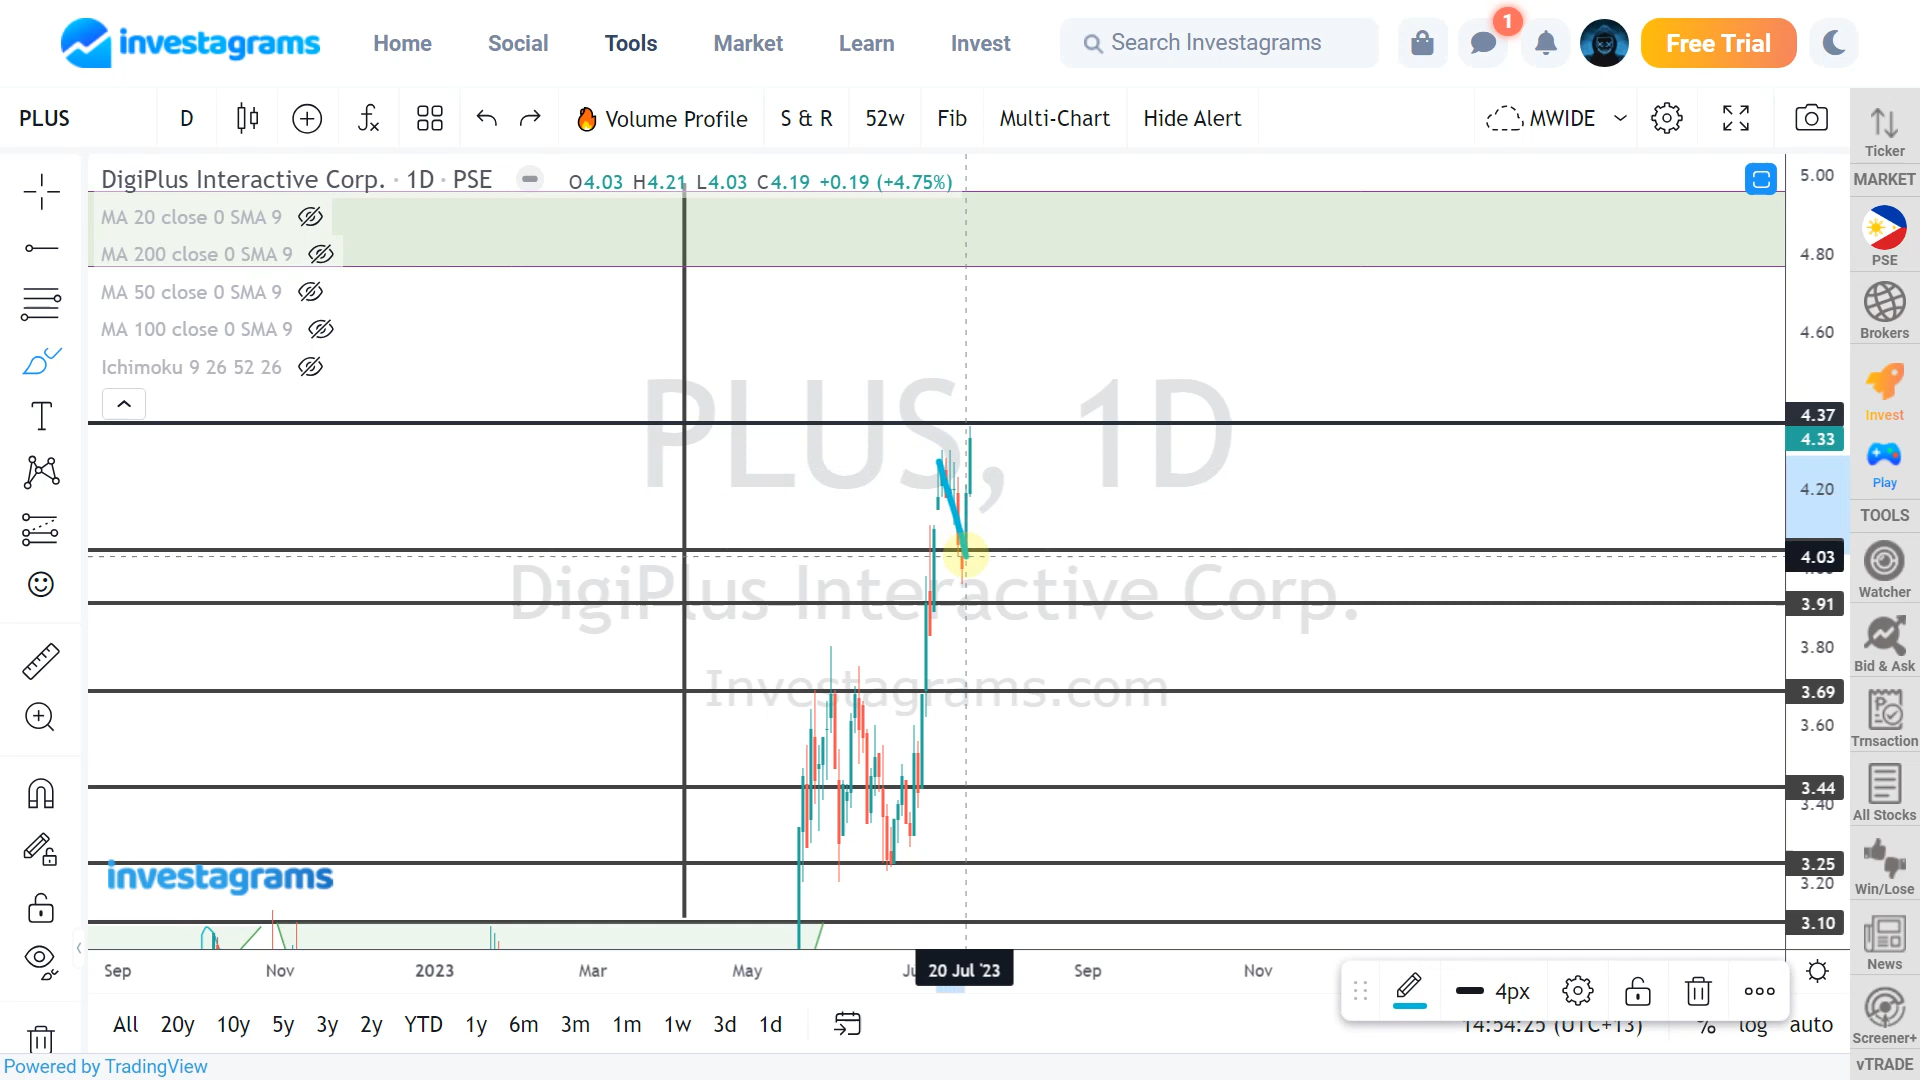 investagrams Home Social Tools Market Learn Invest Search Investagrams 1 Free Trial
PLUS D Volume Profile S & R 52w Fib Multi-Chart Hide Alert MWIDE
Ticker
MARKET
PSE
Brokers
Invest
Play
TOOLS
Watcher
Bid & Ask
Trnsaction
All Stocks
Win/Lose
News
Screener+
vTRADE
DigiPlus Interactive Corp. · 1D · PSE O4.03 H4.21 L4.03 C4.19 +0.19 (+4.75%)
MA 20 close 0 SMA 9
MA 200 close 0 SMA 9
MA 50 close 0 SMA 9
MA 100 close 0 SMA 9
Ichimoku 9 26 52 26
PLUS, 1D
DigiPlus Interactive Corp.
Investagrams.com
investagrams
5.00
4.80
4.60
4.37
4.33
4.20
4.03
3.91
3.80
3.69
3.60
3.44
3.40
3.25
3.20
3.10
Sep Nov 2023 Mar May 20 Jul '23 Sep Nov
4px
All 20y 10y 5y 3y 2y YTD 1y 6m 3m 1m 1w 3d 1d 14:54:25 (UTC+13) % log auto
Powered by TradingView